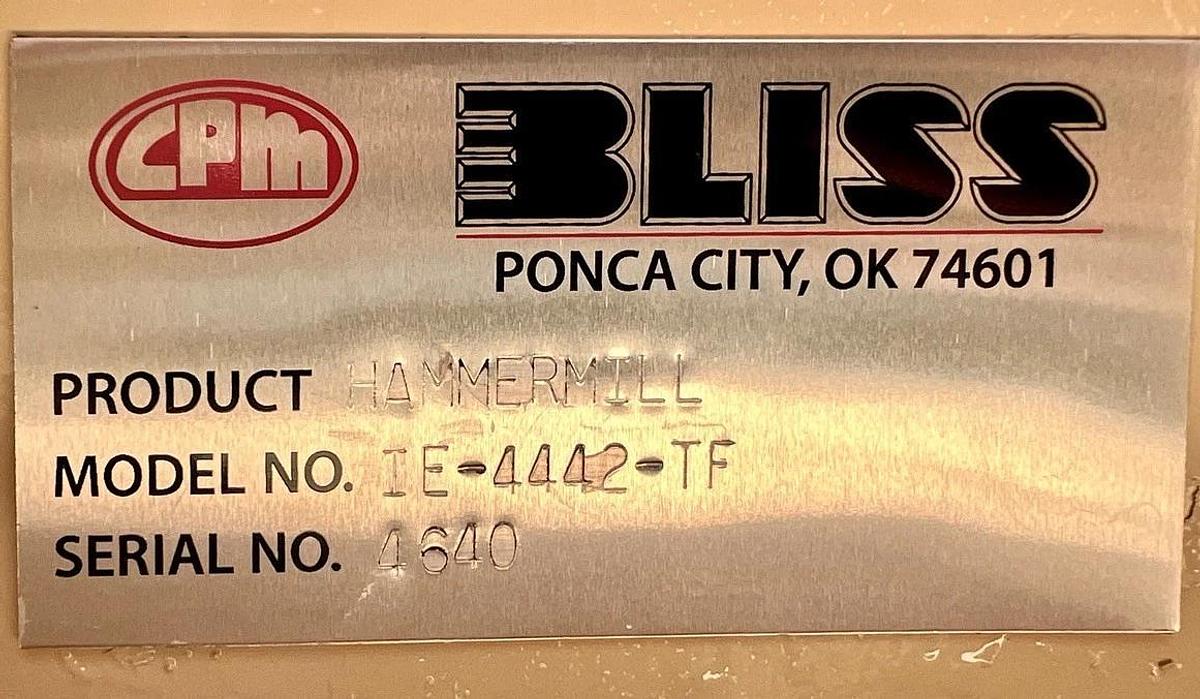 CPM
BLISS
PONCA CITY, OK 74601
PRODUCT HAMMERMILL
MODEL NO. IE-4442-TF
SERIAL NO. 4640